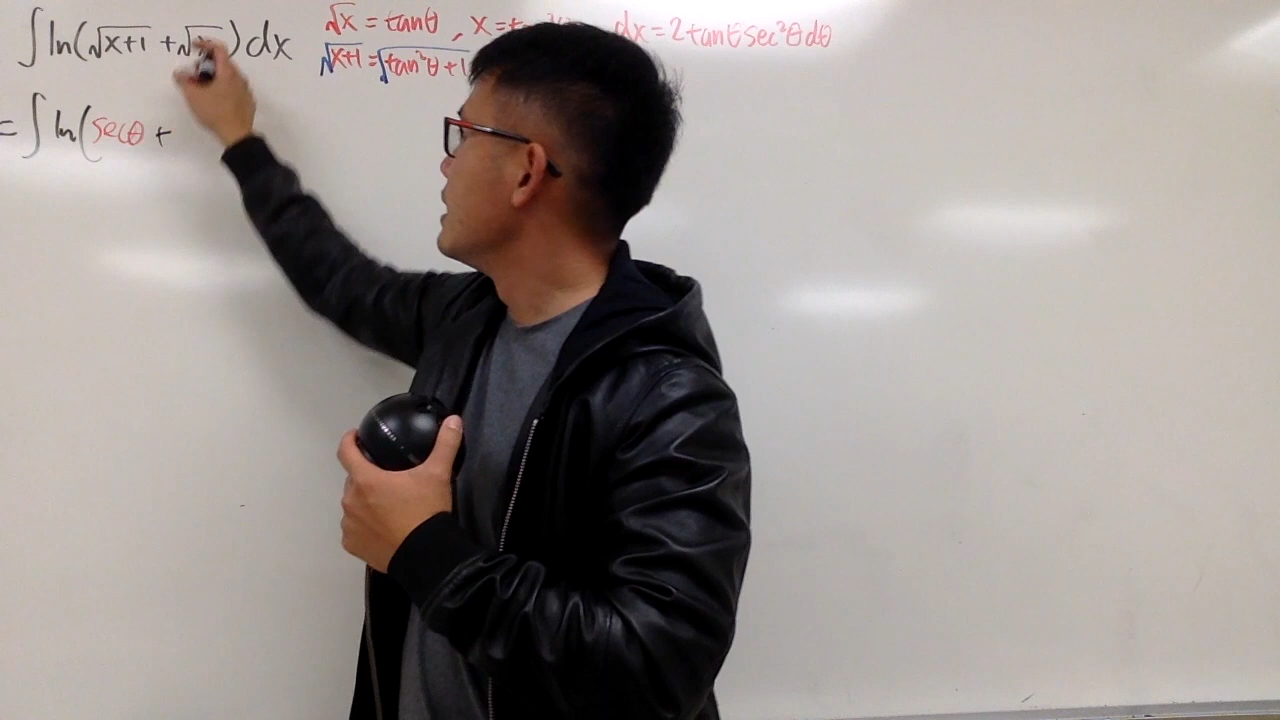 ∫ln(√x+1 + √x)dx √x = tanθ , x= dx=2tanθsec²θdθ
√x+1=√tan²θ+1
=∫ln(secθ +